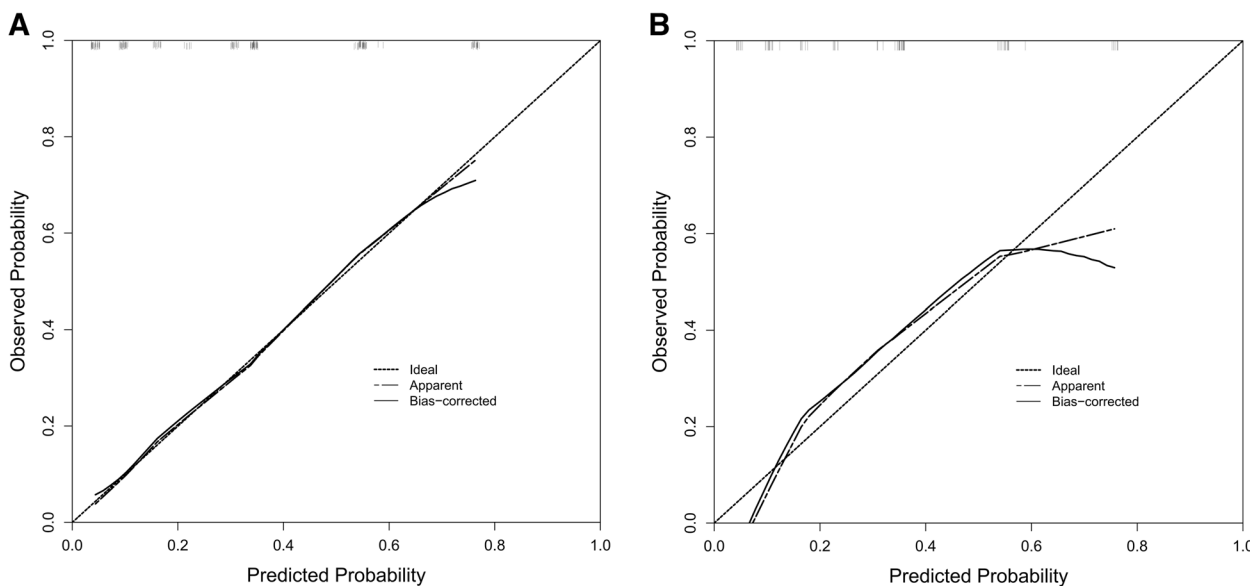 A
1.0
0.8
0.6
0.4
0.2
0.0
Observed Probability
Ideal
Apparent
Bias−corrected
0.0 0.2 0.4 0.6 0.8 1.0
Predicted Probability
B
1.0
0.8
0.6
0.4
0.2
0.0
Observed Probability
Ideal
Apparent
Bias−corrected
0.0 0.2 0.4 0.6 0.8 1.0
Predicted Probability